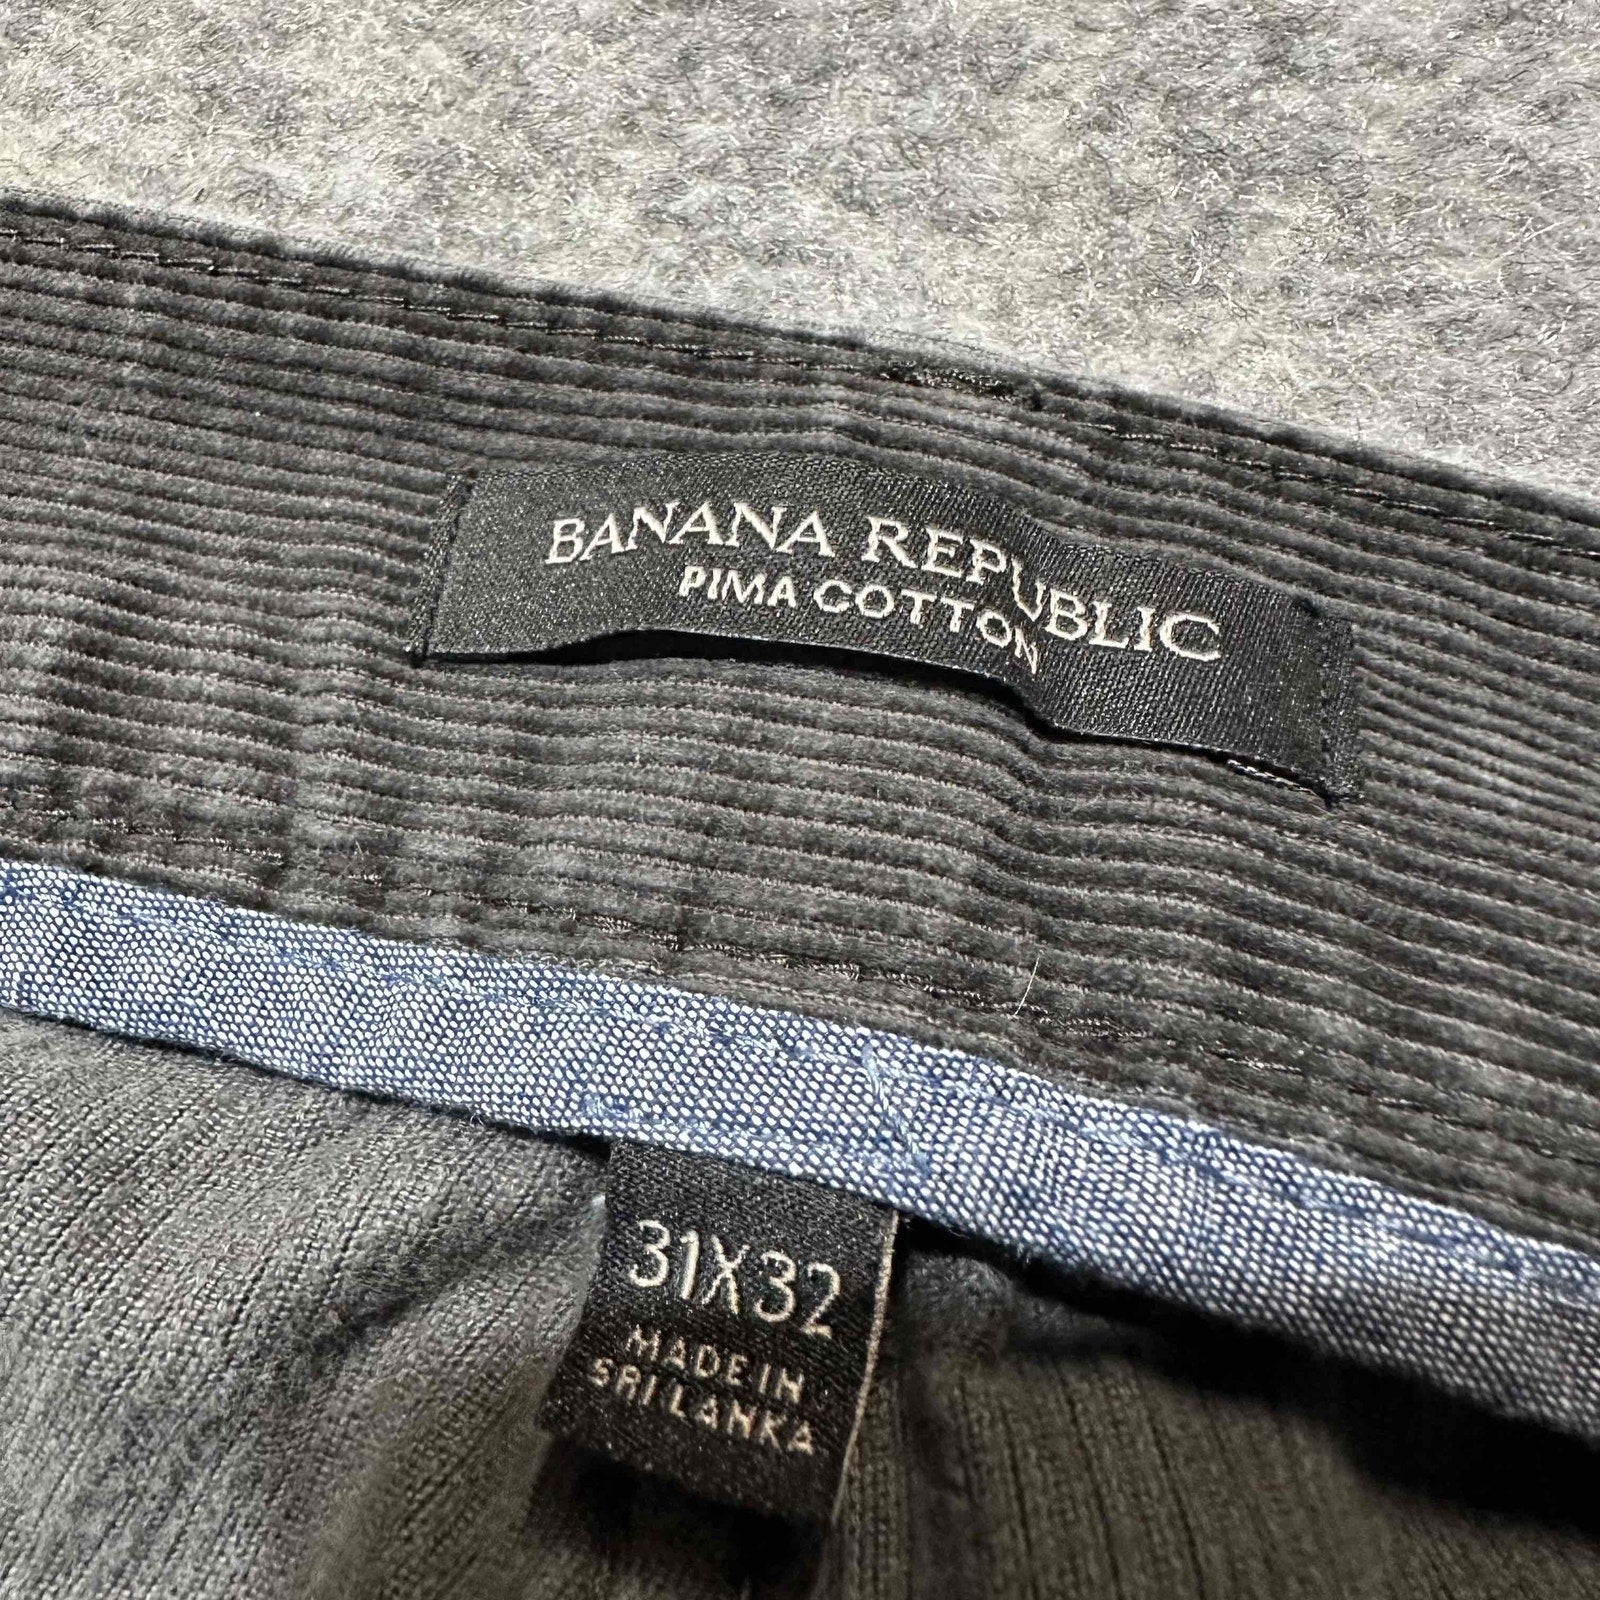 BANANA REPUBLIC
PIMA COTTON
31X32
MADE IN
SRI LANKA